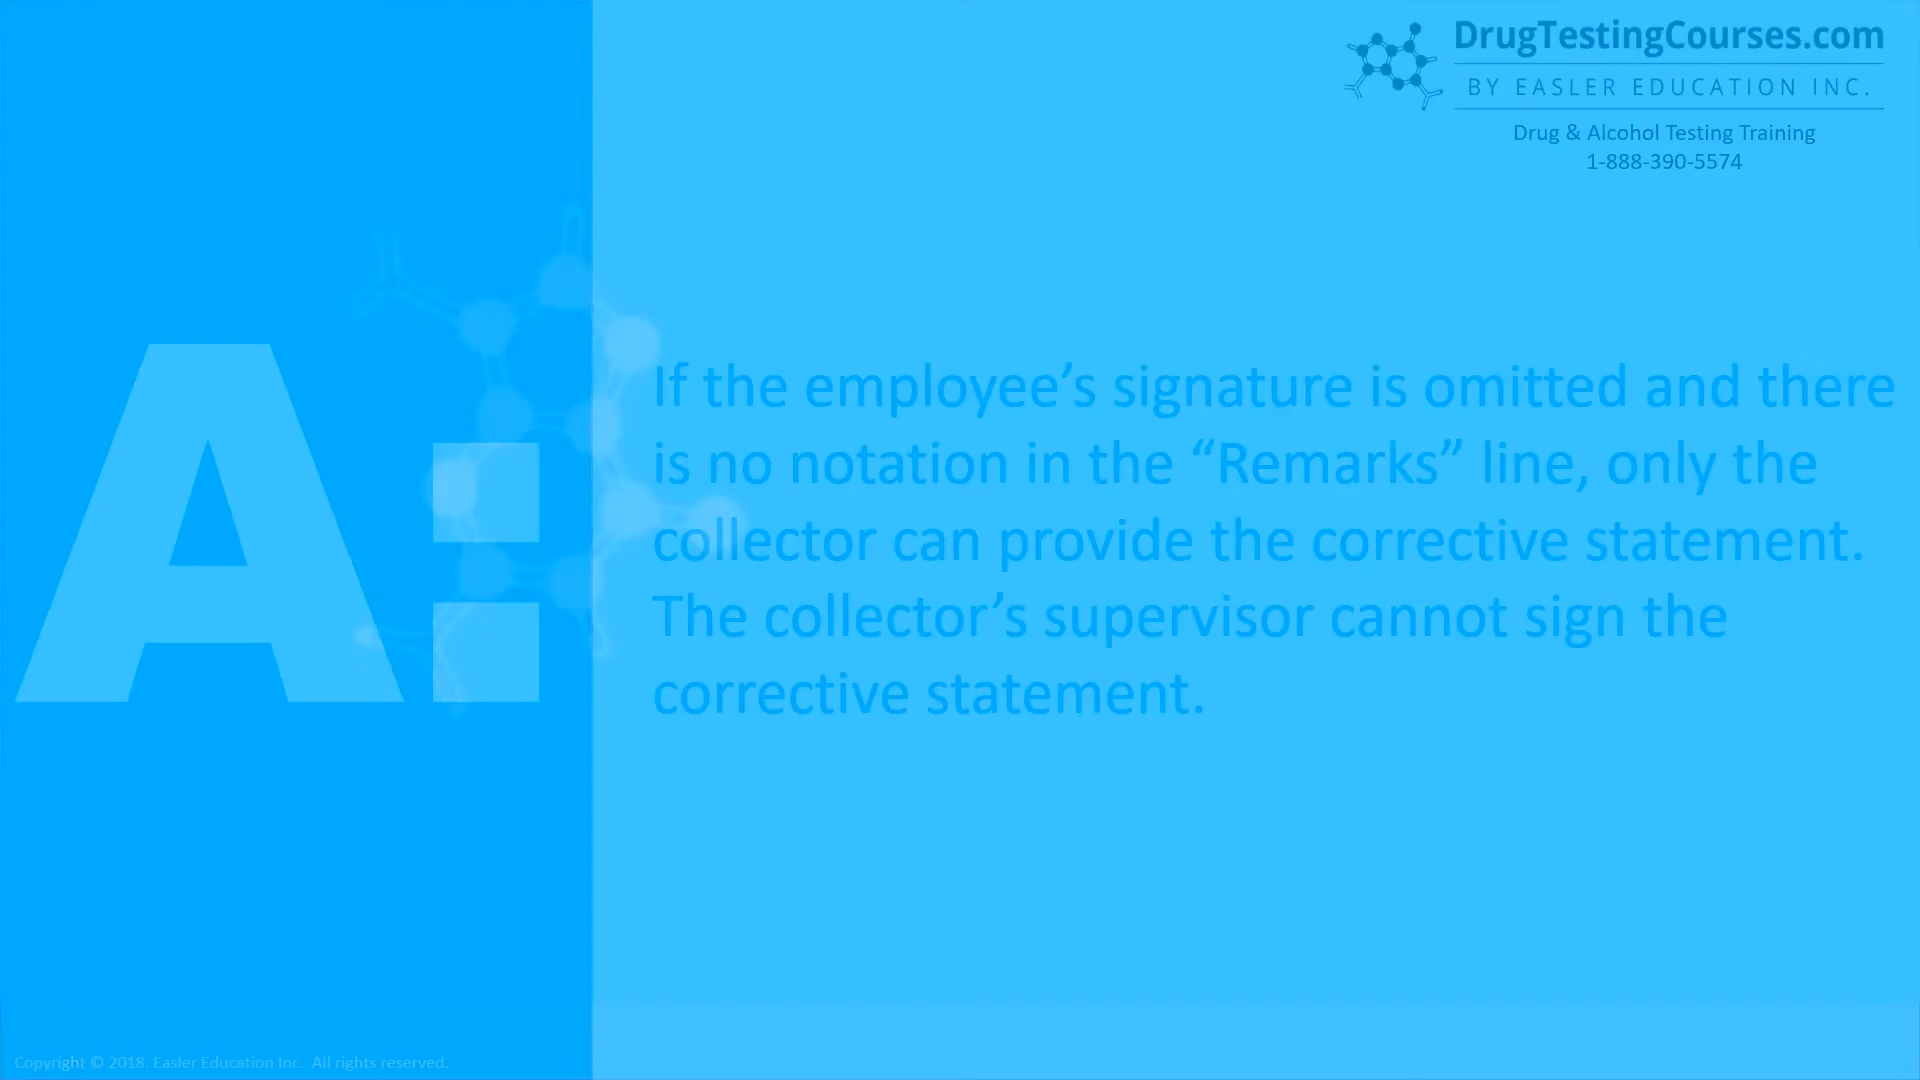 DrugTestingCourses.com
BY EASLER EDUCATION INC.
Drug & Alcohol Testing Training
1-888-390-5574
A:
If the employee’s signature is omitted and there
is no notation in the “Remarks” line, only the
collector can provide the corrective statement.
The collector’s supervisor cannot sign the
corrective statement.
Copyright © 2018. Easler Education Inc. All rights reserved.